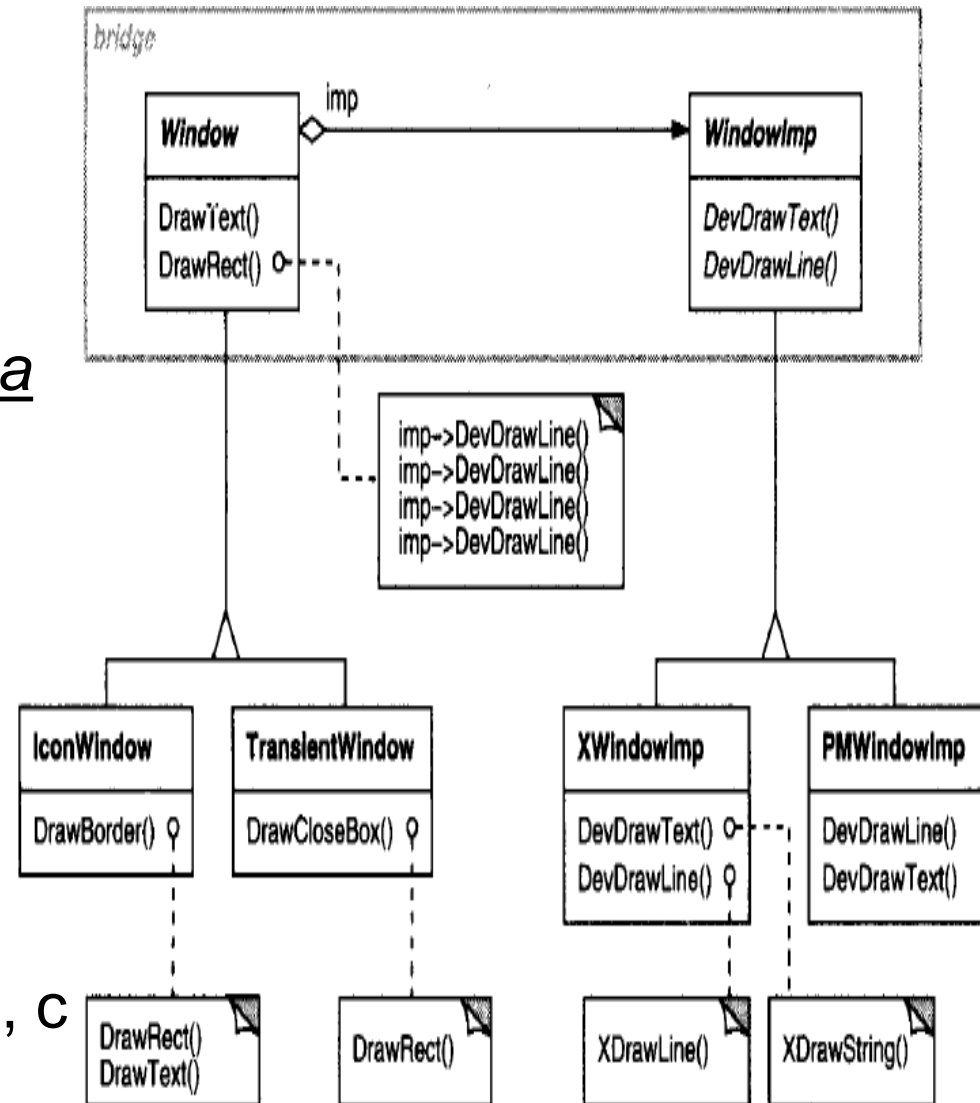 bridge
imp
Window
DrawText()
DrawRect()
WindowImp
DevDrawText()
DevDrawLine()
a
imp->DevDrawLine()
imp->DevDrawLine()
imp->DevDrawLine()
imp->DevDrawLine()
IconWindow
DrawBorder()
TransientWindow
DrawCloseBox()
XWindowImp
DevDrawText()
DevDrawLine()
PMWindowImp
DevDrawLine()
DevDrawText()
, c
DrawRect()
DrawText()
DrawRect()
XDrawLine()
XDrawString()